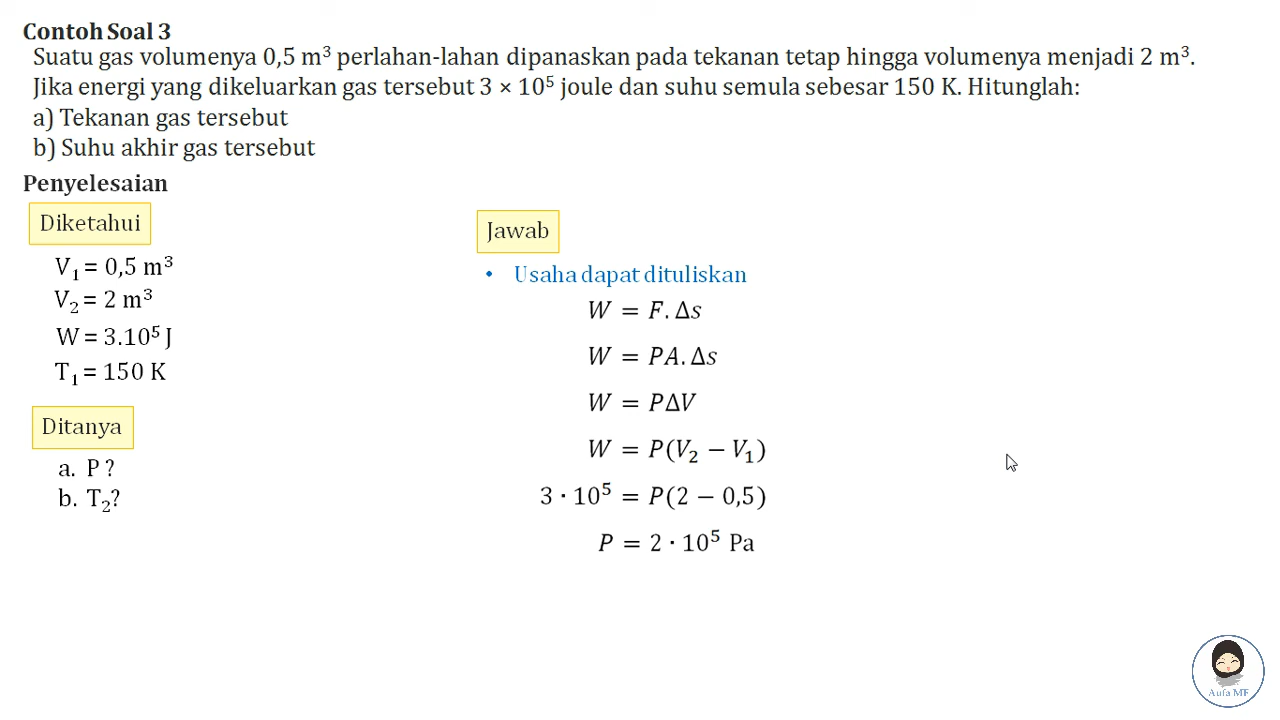 Contoh Soal 3
Suatu gas volumenya 0,5 m³ perlahan-lahan dipanaskan pada tekanan tetap hingga volumenya menjadi 2 m³.
Jika energi yang dikeluarkan gas tersebut 3 × 10⁵ joule dan suhu semula sebesar 150 K. Hitunglah:
a) Tekanan gas tersebut
b) Suhu akhir gas tersebut
Penyelesaian
Diketahui
V₁ = 0,5 m³
V₂ = 2 m³
W = 3.10⁵ J
T₁ = 150 K
Ditanya
a. P ?
b. T₂?
Jawab
• Usaha dapat dituliskan
W = F. Δs
W = PA. Δs
W = PΔV
W = P(V₂ − V₁)
3 · 10⁵ = P(2 − 0,5)
P = 2 · 10⁵ Pa
Aufa MF